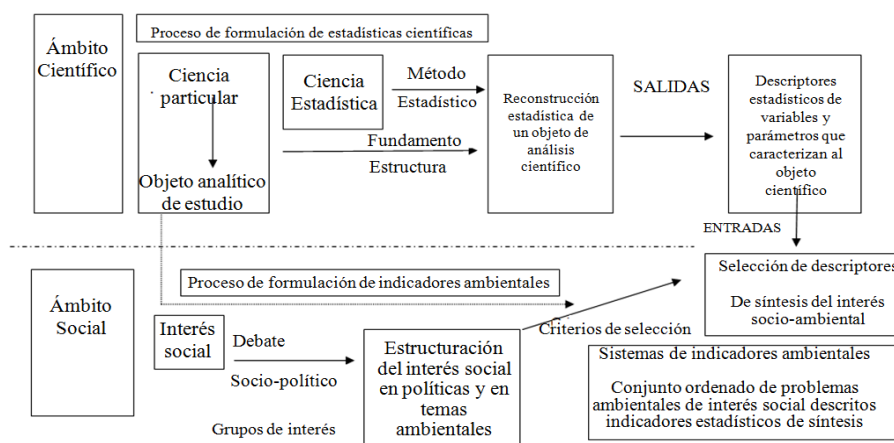 Proceso de formulación de estadísticas científicas
Ámbito
Científico
Ciencia
particular
Objeto analítico
de estudio
Ciencia
Estadística
Método
Estadístico
Fundamento
Estructura
Reconstrucción
estadística de
un objeto de
análisis
científico
SALIDAS
Descriptores
estadísticos de
variables y
parámetros que
caracterizan al
objeto
científico
ENTRADAS
Ámbito
Social
Proceso de formulación de indicadores ambientales
Interés
social
Debate
Socio-político
Grupos de interés
Estructuración
del interés social
en políticas y en
temas
ambientales
Criterios de selección
Selección de descriptores
De síntesis del interés
socio-ambiental
Sistemas de indicadores ambientales
Conjunto ordenado de problemas
ambientales de interés social descritos
indicadores estadísticos de síntesis